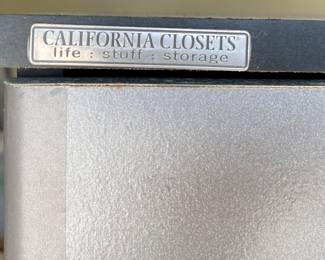 CALIFORNIA CLOSETS®
life : stuff : storage